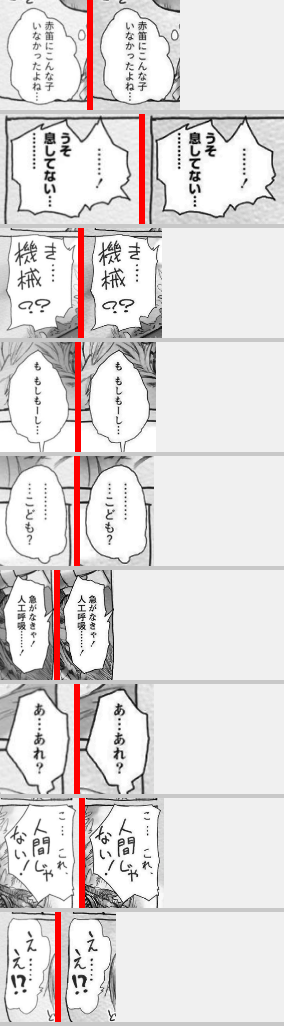 赤笛にこんな子
いなかったよね…
赤笛にこんな子
いなかったよね…
……！
うそ
息してない…
………
……！
うそ
息してない…
………
き……
機械
??
き……
機械
??
も もしもーし…
も もしもーし…
………
…こども？
………
…こども？
急がなきゃ！
人工呼吸……！
急がなきゃ！
人工呼吸……！
あ…あれ？
あ…あれ？
こ… これ、
人間じゃ
ない！
こ… これ、
人間じゃ
ない！
え……
え!?
え……
え!?